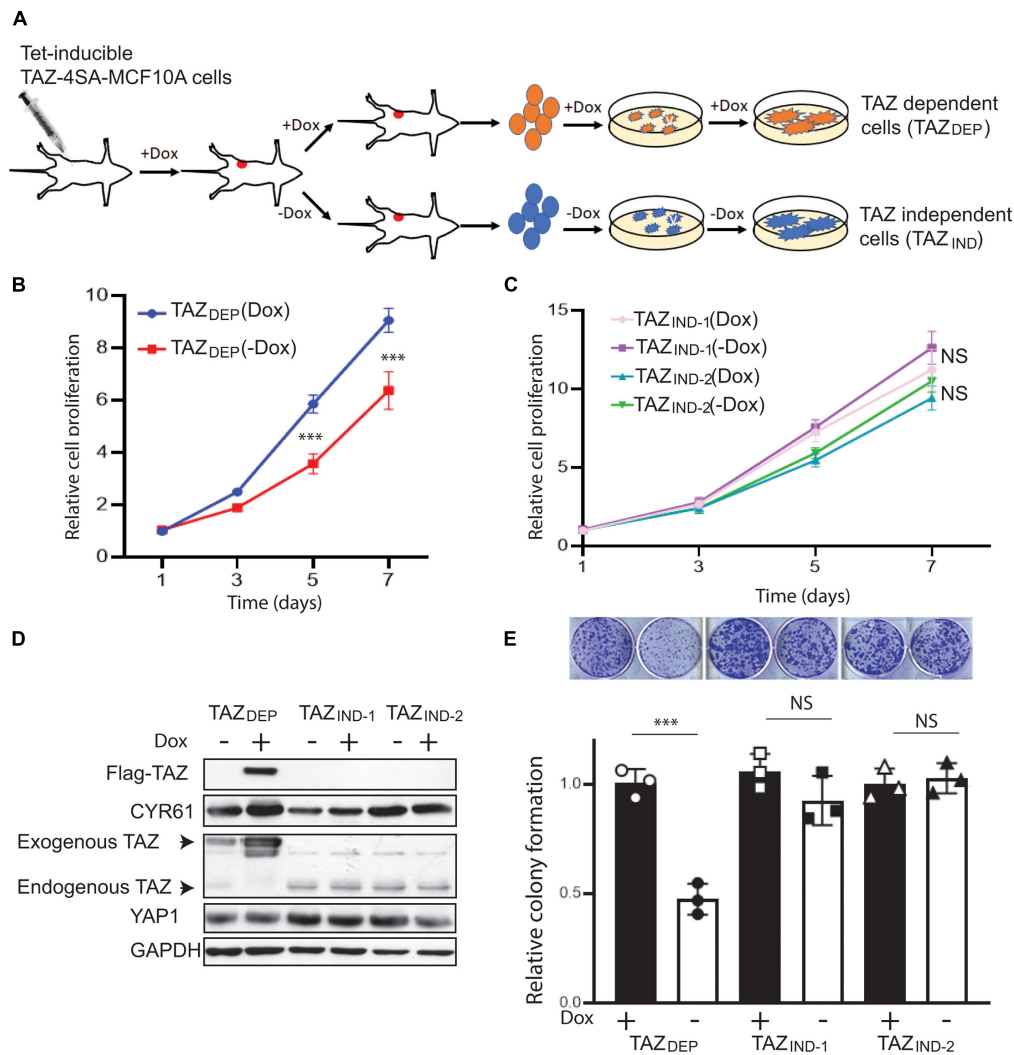 A
Tet-inducible
TAZ-4SA-MCF10A cells
+Dox
+Dox
-Dox
+Dox
+Dox
TAZ dependent
cells (TAZDEP)
-Dox
-Dox
TAZ independent
cells (TAZIND)
B
Relative cell proliferation
10
8
6
4
2
0
TAZDEP(Dox)
TAZDEP(-Dox)
***
***
1 3 5 7
Time (days)
C
Relative cell proliferation
15
10
5
0
TAZIND-1(Dox)
TAZIND-1(-Dox)
TAZIND-2(Dox)
TAZIND-2(-Dox)
NS
NS
1 3 5 7
Time (days)
D
TAZDEP TAZIND-1 TAZIND-2
Dox - + - + - +
Flag-TAZ
CYR61
Exogenous TAZ
Endogenous TAZ
YAP1
GAPDH
E
Relative colony formation
1.0
0.5
0.0
***
NS
NS
Dox + - + - + -
TAZDEP TAZIND-1 TAZIND-2